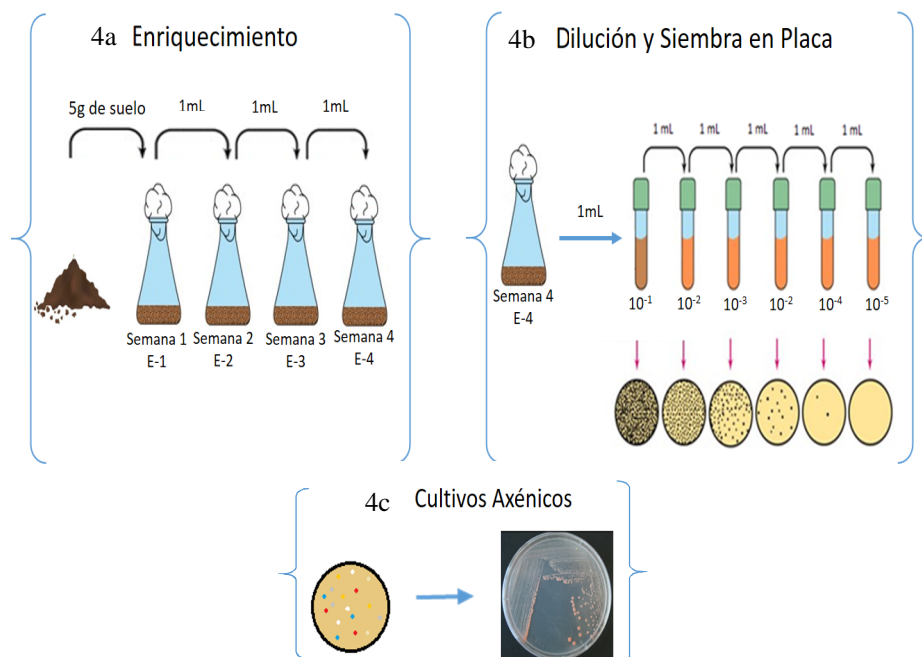 4a Enriquecimiento
5g de suelo
1mL
1mL
1mL
Semana 1
E-1
Semana 2
E-2
Semana 3
E-3
Semana 4
E-4
4b Dilución y Siembra en Placa
1 mL
1 mL
1 mL
1 mL
1 mL
1mL
Semana 4
E-4
10⁻¹
10⁻²
10⁻³
10⁻²
10⁻⁴
10⁻⁵
4c Cultivos Axénicos